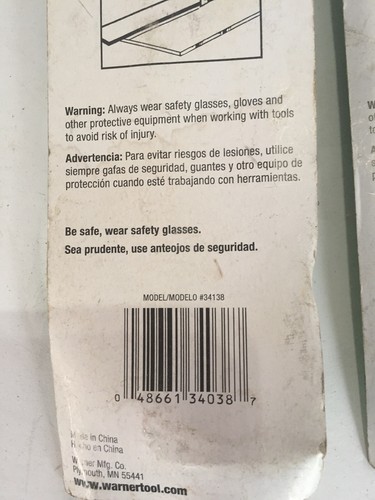 Warning: Always wear safety glasses, gloves and
other protective equipment when working with tools
to avoid risk of injury.
Advertencia: Para evitar riesgos de lesiones, utilice
siempre gafas de seguridad, guantes y otro equipo de
protección cuando esté trabajando con herramientas.
Be safe, wear safety glasses.
Sea prudente, use anteojos de seguridad.
MODEL/MODELO #34138
0 48661 34038 7
in China
en China
Mfg. Co.
MN 55441
www.warnertool.com